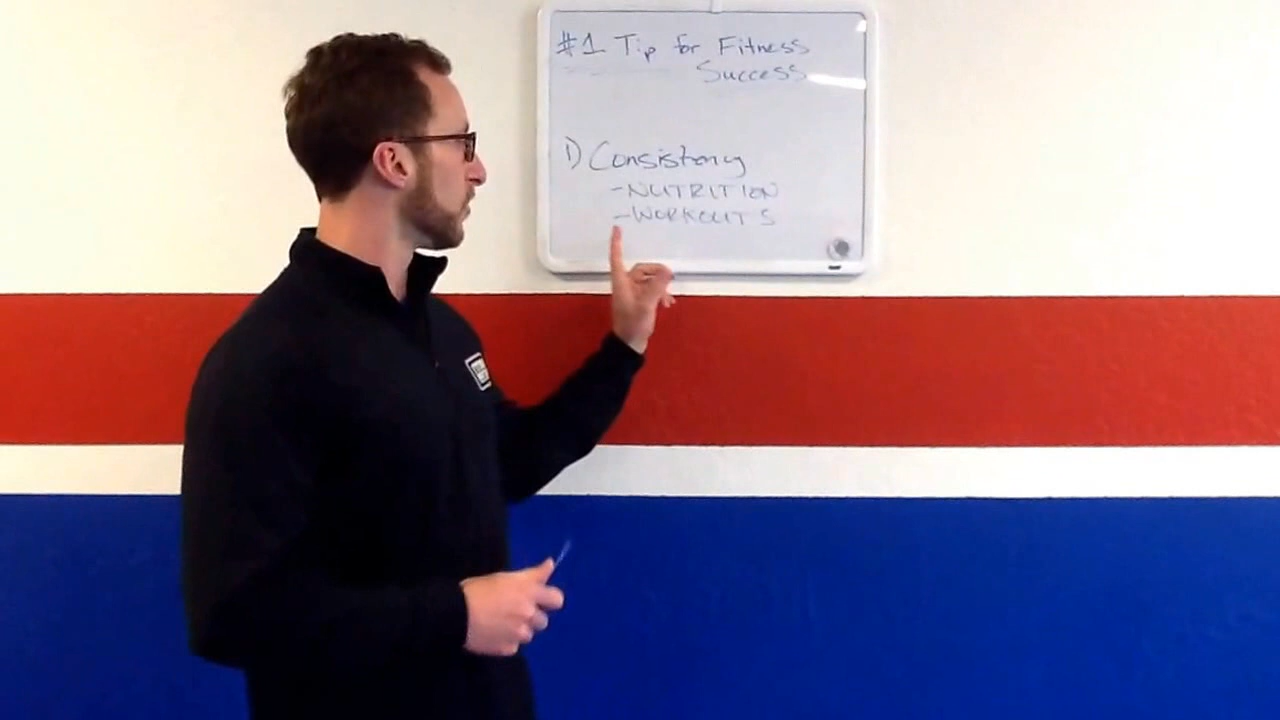 #1 Tip for Fitness
Success
1) Consistency
- NUTRITION
- WORKOUTS